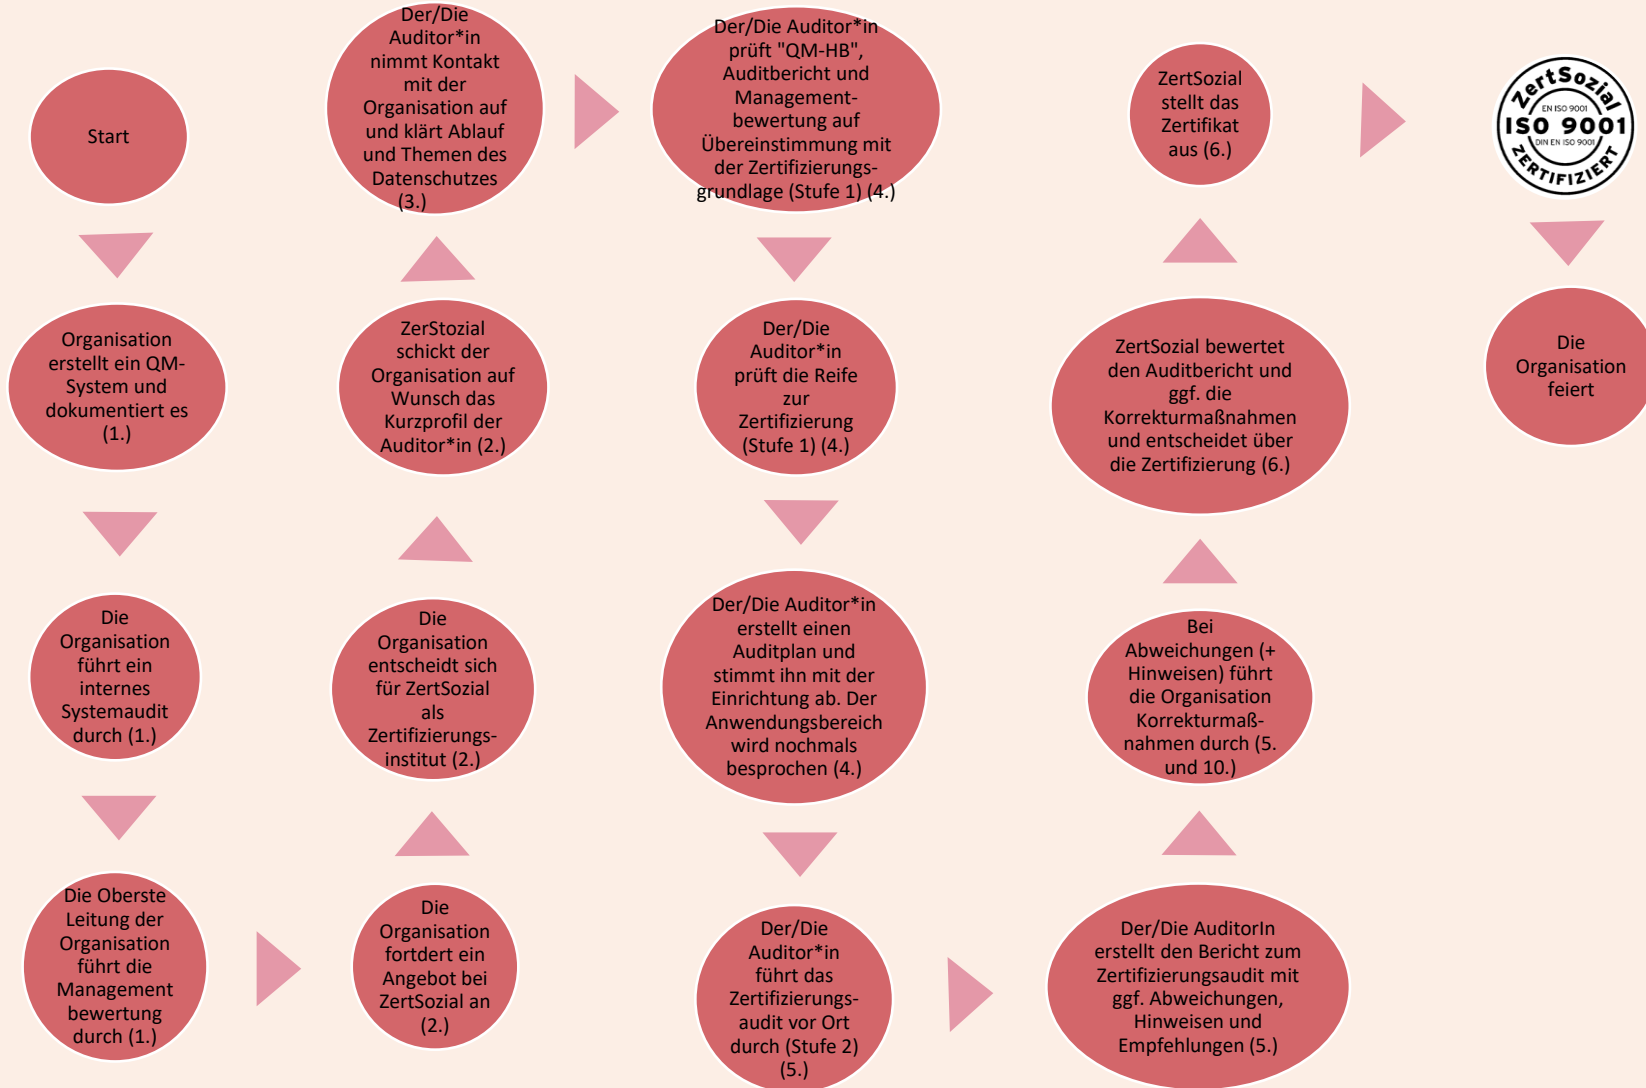 Start
Organisation
erstellt ein QM-
System und
dokumentiert es
(1.)
Die
Organisation
führt ein
internes
Systemaudit
durch (1.)
Die Oberste
Leitung der
Organisation
führt die
Management
bewertung
durch (1.)
Die
Organisation
fortdert ein
Angebot bei
ZertSozial an
(2.)
Die
Organisation
entscheidet sich
für ZertSozial
als
Zertifizierungs-
institut (2.)
ZerStozial
schickt der
Organisation auf
Wunsch das
Kurzprofil der
Auditor*in (2.)
Der/Die
Auditor*in
nimmt Kontakt
mit der
Organisation auf
und klärt Ablauf
und Themen des
Datenschutzes
(3.)
Der/Die Auditor*in
prüft "QM-HB",
Auditbericht und
Management-
bewertung auf
Übereinstimmung mit
der Zertifizierungs-
grundlage (Stufe 1) (4.)
Der/Die
Auditor*in
prüft die Reife
zur
Zertifizierung
(Stufe 1) (4.)
Der/Die Auditor*in
erstellt einen
Auditplan und
stimmt ihn mit der
Einrichtung ab. Der
Anwendungsbereich
wird nochmals
besprochen (4.)
Der/Die
Auditor*in
führt das
Zertifizierungs-
audit vor Ort
durch (Stufe 2)
(5.)
Der/Die AuditorIn
erstellt den Bericht zum
Zertifizierungsaudit mit
ggf. Abweichungen,
Hinweisen und
Empfehlungen (5.)
Bei
Abweichungen (+
Hinweisen) führt
die Organisation
Korrekturmaß-
nahmen durch (5.
und 10.)
ZertSozial bewertet
den Auditbericht und
ggf. die
Korrekturmaßnahmen
und entscheidet über
die Zertifizierung (6.)
ZertSozial
stellt das
Zertifikat
aus (6.)
ZertSozial
EN ISO 9001
ISO 9001
DIN EN ISO 9001
ZERTIFIZIERT
Die
Organisation
feiert